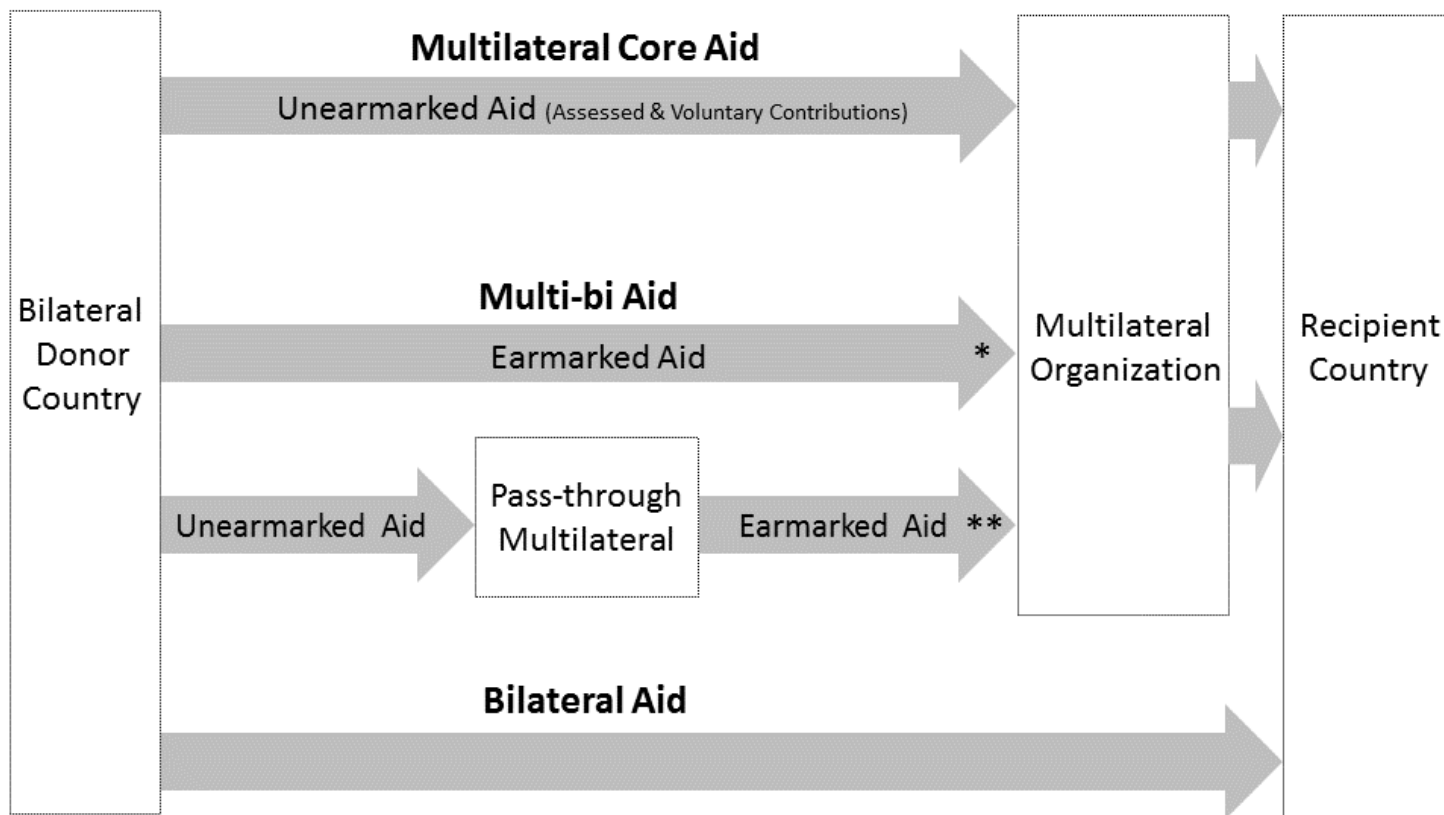 Multilateral Core Aid
Unearmarked Aid (Assessed & Voluntary Contributions)
Bilateral
Donor
Country
Multi-bi Aid
Earmarked Aid *
Multilateral
Organization
Recipient
Country
Unearmarked Aid
Pass-through
Multilateral
Earmarked Aid **
Bilateral Aid